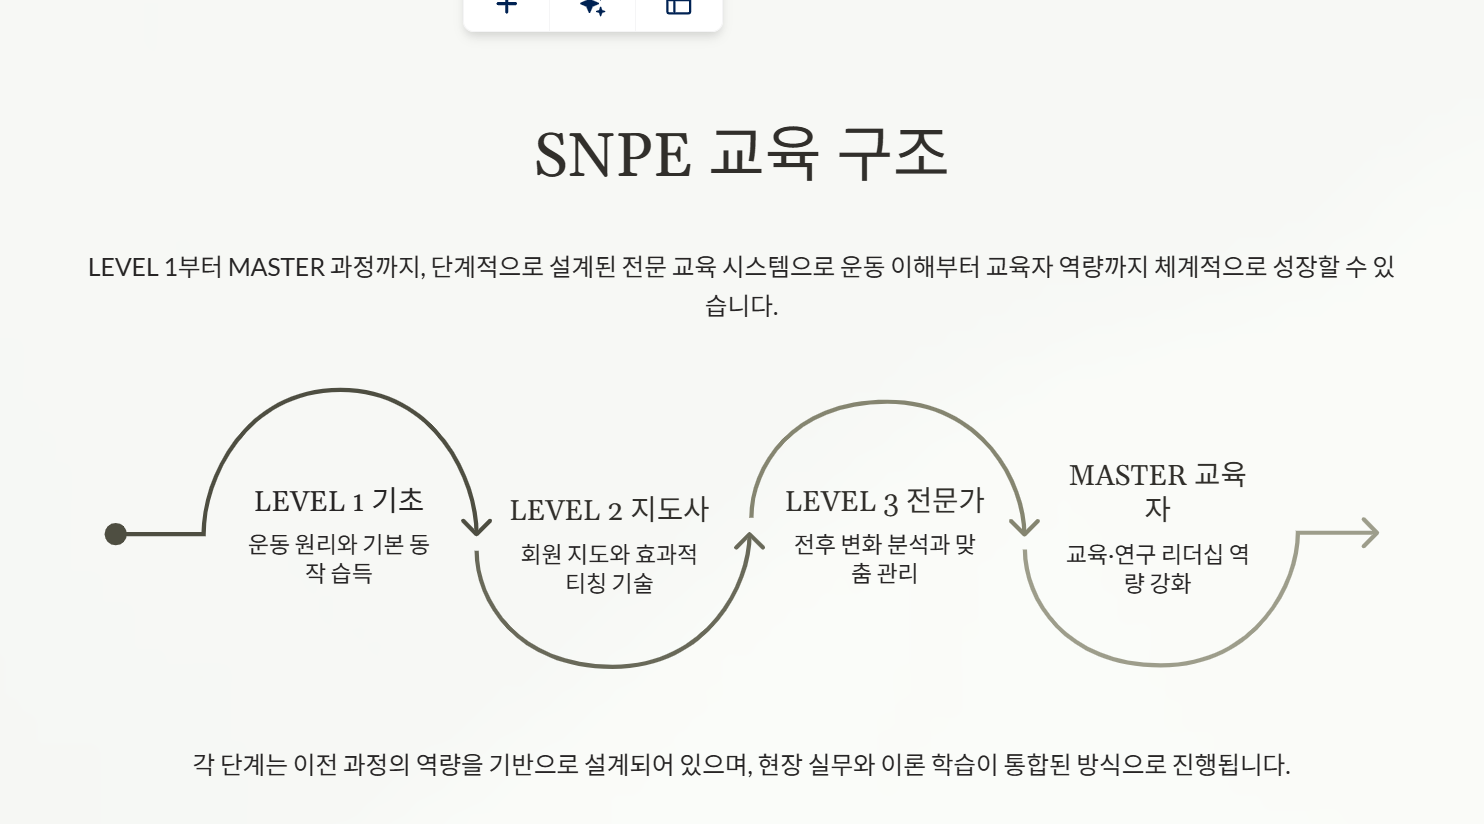 SNPE 교육 구조
LEVEL 1부터 MASTER 과정까지, 단계적으로 설계된 전문 교육 시스템으로 운동 이해부터 교육자 역량까지 체계적으로 성장할 수 있
습니다.
LEVEL 1 기초
운동 원리와 기본 동
작 습득
LEVEL 2 지도사
회원 지도와 효과적
티칭 기술
LEVEL 3 전문가
전후 변화 분석과 맞
춤 관리
MASTER 교육
자
교육·연구 리더십 역
량 강화
각 단계는 이전 과정의 역량을 기반으로 설계되어 있으며, 현장 실무와 이론 학습이 통합된 방식으로 진행됩니다.